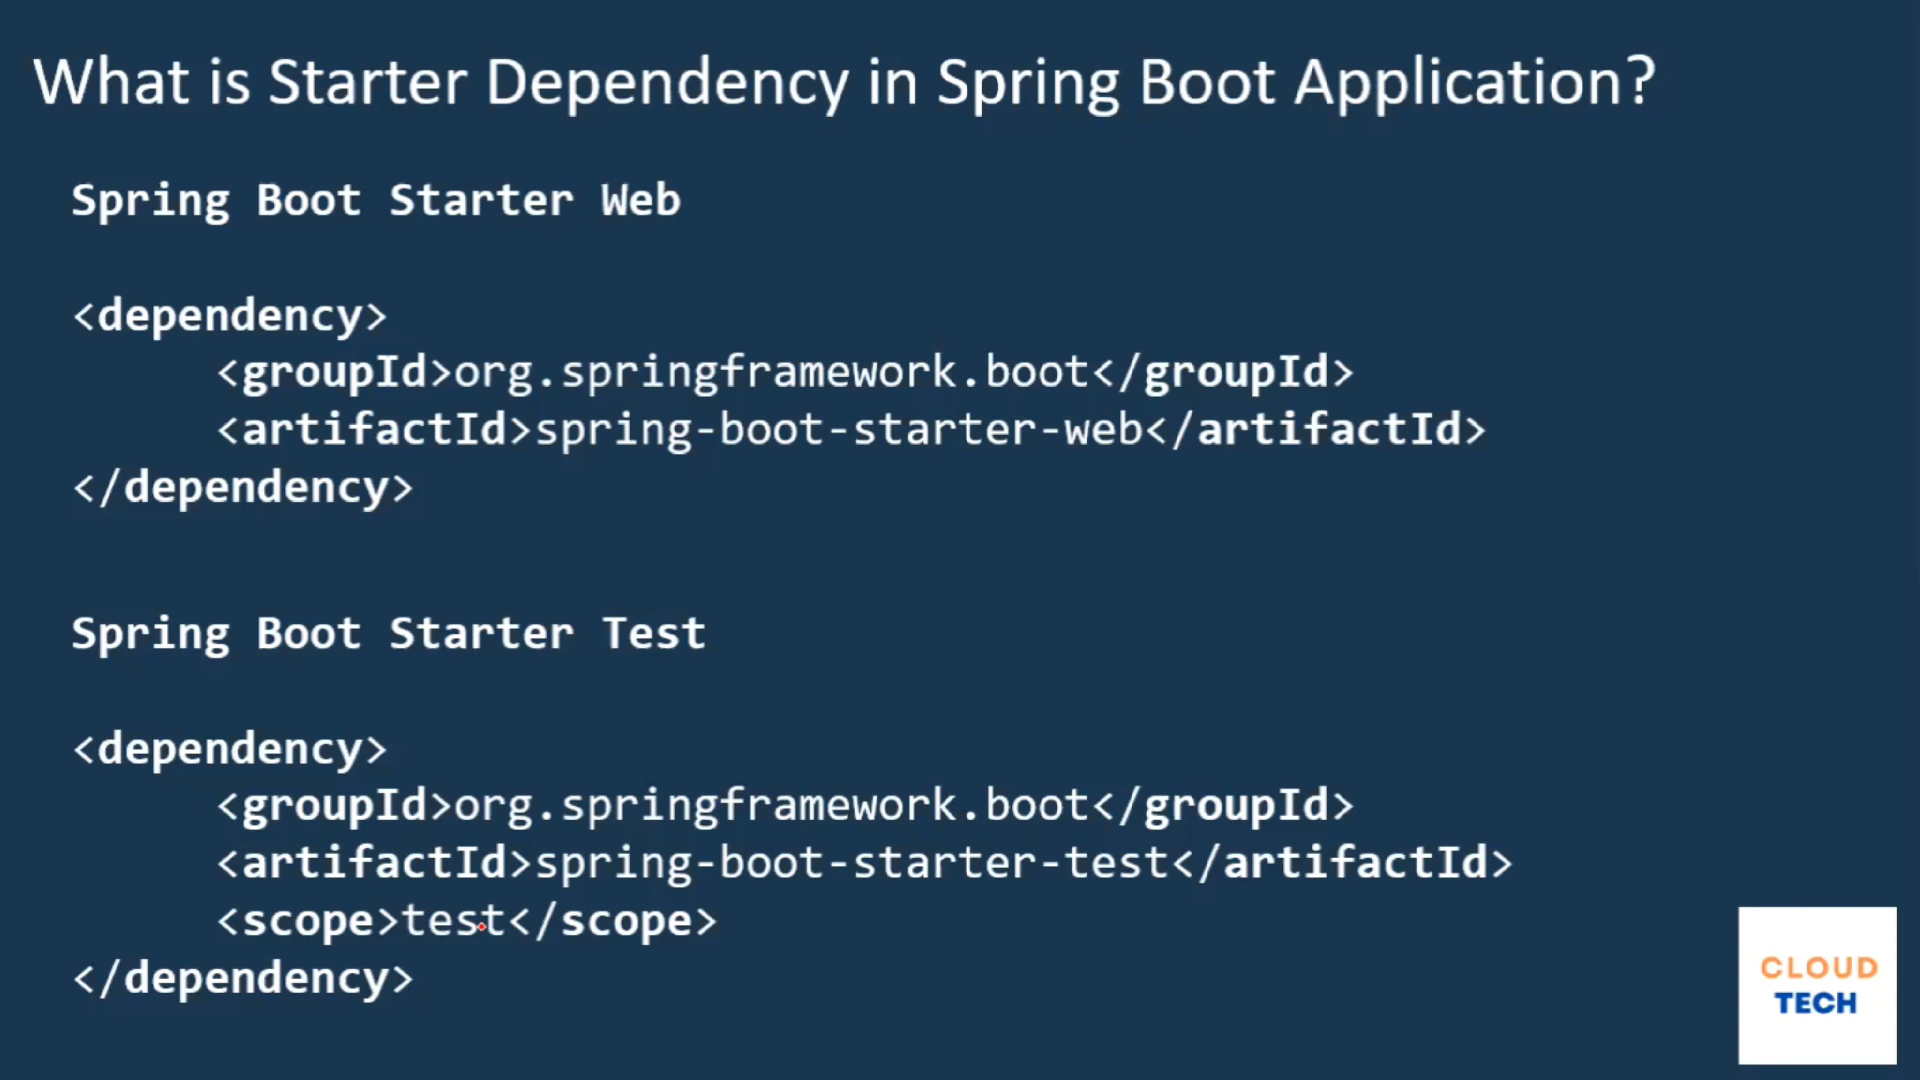 What is Starter Dependency in Spring Boot Application?
Spring Boot Starter Web
<dependency>
<groupId>org.springframework.boot</groupId>
<artifactId>spring-boot-starter-web</artifactId>
</dependency>
Spring Boot Starter Test
<dependency>
<groupId>org.springframework.boot</groupId>
<artifactId>spring-boot-starter-test</artifactId>
<scope>test</scope>
</dependency>
CLOUD
TECH